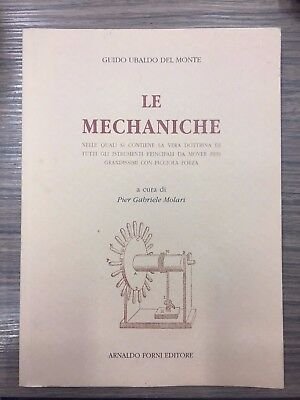 GUIDO UBALDO DEL MONTE
LE
MECHANICHE
NELLE QUALI SI CONTIENE LA VERA DOTTRINA DI
TUTTI GLI ISTRUMENTI PRINCIPALI DA MOVER PESI
GRANDISSIMI CON PICCIOLA FORZA
a cura di
Pier Gabriele Molari
ARNALDO FORNI EDITORE